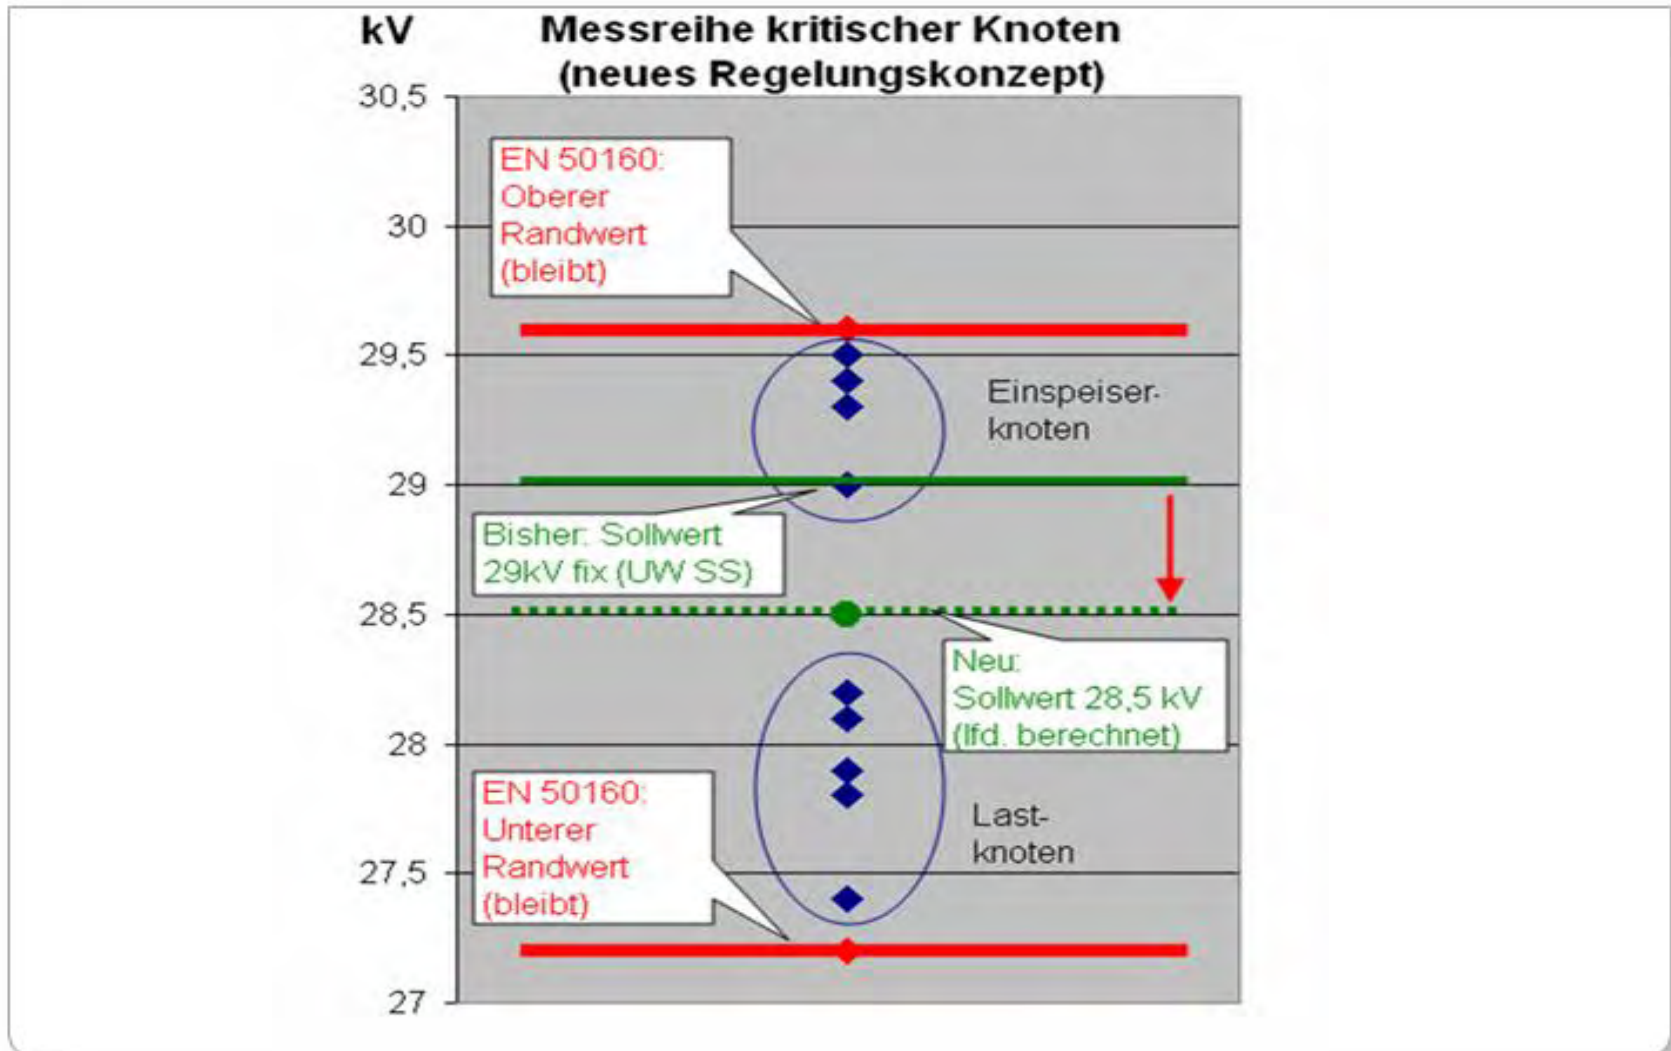 kV
Messreihe kritischer Knoten
(neues Regelungskonzept)
30,5
EN 50160:
Oberer
Randwert
(bleibt)
30
29,5
Einspeiser-
knoten
29
Bisher: Sollwert
29kV fix (UW SS)
28,5
Neu:
Sollwert 28,5 kV
(lfd. berechnet)
28
EN 50160:
Unterer
Randwert
(bleibt)
Last-
knoten
27,5
27